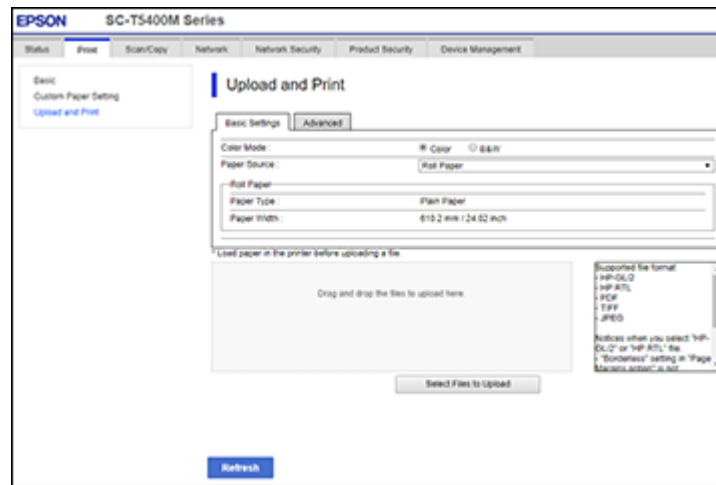 EPSON SC-T5400M Series
Status Print Scan/Copy Network Network Security Product Security Device Management
Basic
Custom Paper Setting
Upload and Print
Upload and Print
Basic Settings Advanced
Color Mode : Color B&W
Paper Source : Roll Paper
Roll Paper
Paper Type : Plain Paper
Paper Width : 610.2 mm / 24.02 inch
* Load paper in the printer before uploading a file.
Drag and drop the files to upload here.
Supported file format
- HP-GL/2
- HP RTL
- PDF
- TIFF
- JPEG
Notices when you select "HP-
GL/2" or "HP RTL" file
- "Borderless" setting in "Page
Margins option" is not
Select Files to Upload
Refresh